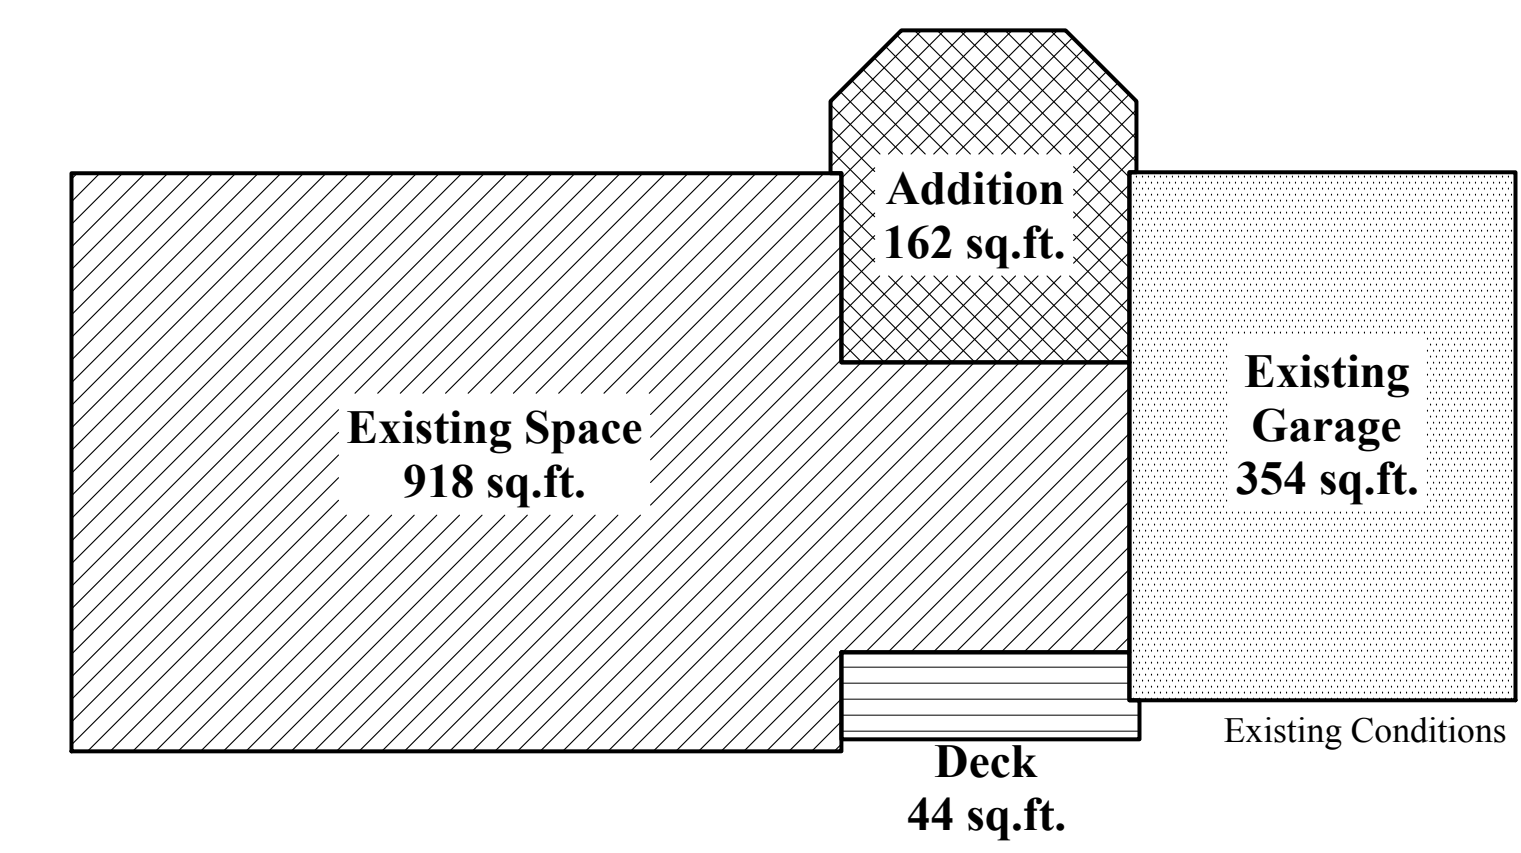 Addition
162 sq.ft.
Existing Space
918 sq.ft.
Existing
Garage
354 sq.ft.
Existing Conditions
Deck
44 sq.ft.